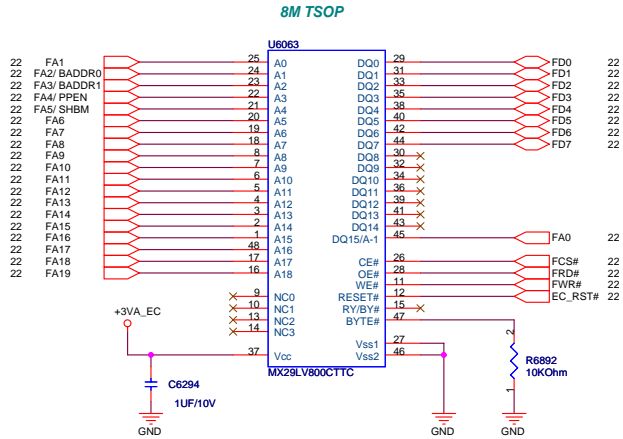 8M TSOP
U6063
22 FA1 25 A0 DQ0 29 FD0 22
22 FA2/ BADDR0 24 A1 DQ1 31 FD1 22
22 FA3/ BADDR1 23 A2 DQ2 33 FD2 22
22 FA4/ PPEN 22 A3 DQ3 35 FD3 22
22 FA5/ SHBM 21 A4 DQ4 38 FD4 22
22 FA6 20 A5 DQ5 40 FD5 22
22 FA7 19 A6 DQ6 42 FD6 22
22 FA8 18 A7 DQ7 44 FD7 22
22 FA9 8 A8 DQ8 30
22 FA10 7 A9 DQ9 32
22 FA11 6 A10 DQ10 34
22 FA12 5 A11 DQ11 36
22 FA13 4 A12 DQ12 39
22 FA14 3 A13 DQ13 41
22 FA15 2 A14 DQ14 43
22 FA16 1 A15 DQ15/A-1 45 FA0 22
22 FA17 48 A16
22 FA18 17 A17 CE# 26 FCS# 22
22 FA19 16 A18 OE# 28 FRD# 22
WE# 11 FWR# 22
9 NC0 RESET# 12 EC_RST# 22
10 NC1 RY/BY# 15
13 NC2 BYTE# 47
14 NC3
+3VA_EC
Vss1 27
37 Vcc Vss2 46
2
R6892
10KOhm
1
MX29LV800CTTC
C6294
1UF/10V
GND
GND
GND